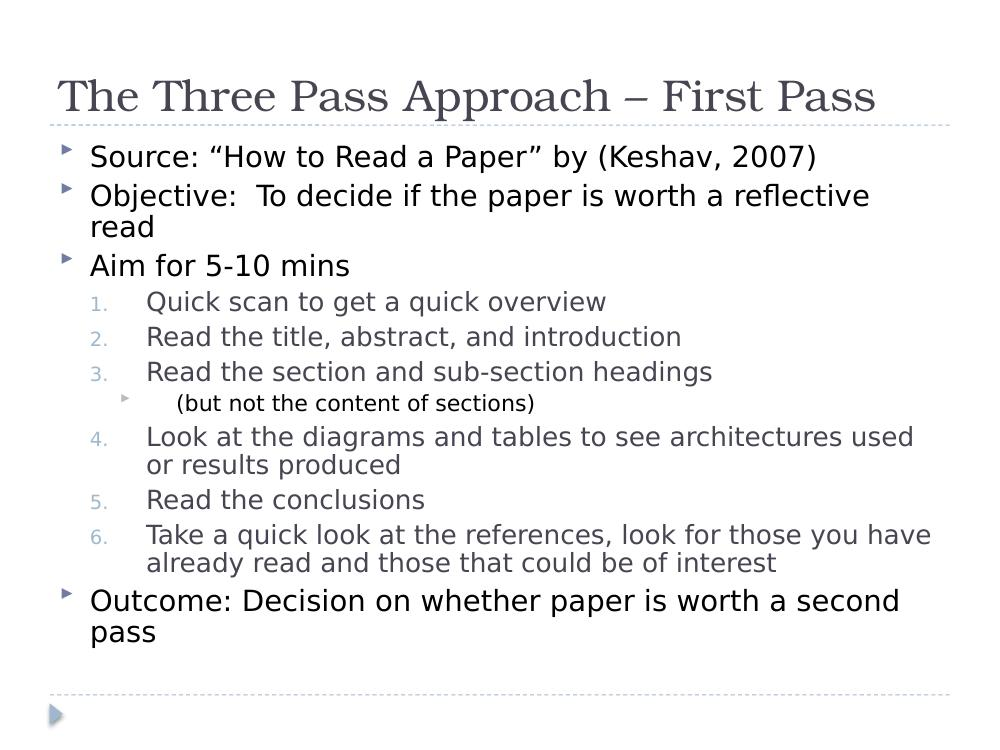 The Three Pass Approach – First Pass
Source: “How to Read a Paper” by (Keshav, 2007)
Objective:  To decide if the paper is worth a reflective
read
Aim for 5-10 mins
1. Quick scan to get a quick overview
2. Read the title, abstract, and introduction
3. Read the section and sub-section headings
(but not the content of sections)
4. Look at the diagrams and tables to see architectures used
or results produced
5. Read the conclusions
6. Take a quick look at the references, look for those you have
already read and those that could be of interest
Outcome: Decision on whether paper is worth a second
pass